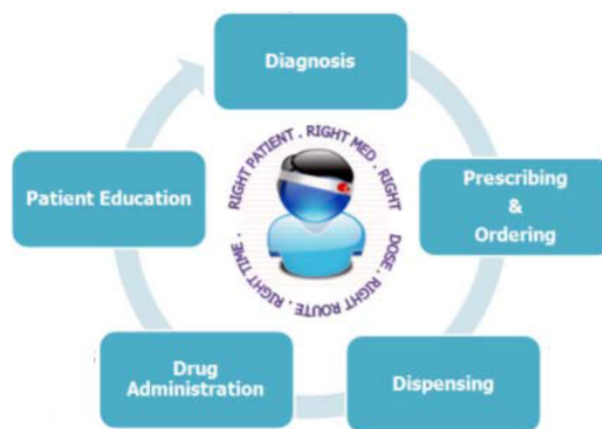 Diagnosis
Prescribing
&
Ordering
Dispensing
Drug
Administration
Patient Education
RIGHT PATIENT . RIGHT MED . RIGHT DOSE . RIGHT ROUTE . RIGHT TIME .